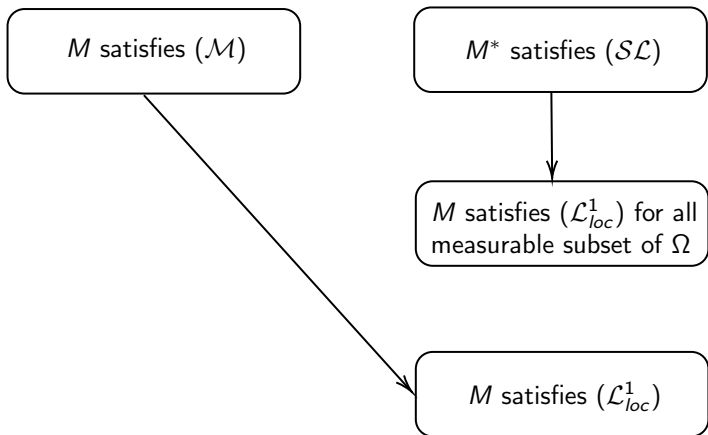 M satisfies (ℳ)
M* satisfies (𝒮ℒ)
M satisfies (ℒ¹_loc) for all
measurable subset of Ω
M satisfies (ℒ¹_loc)